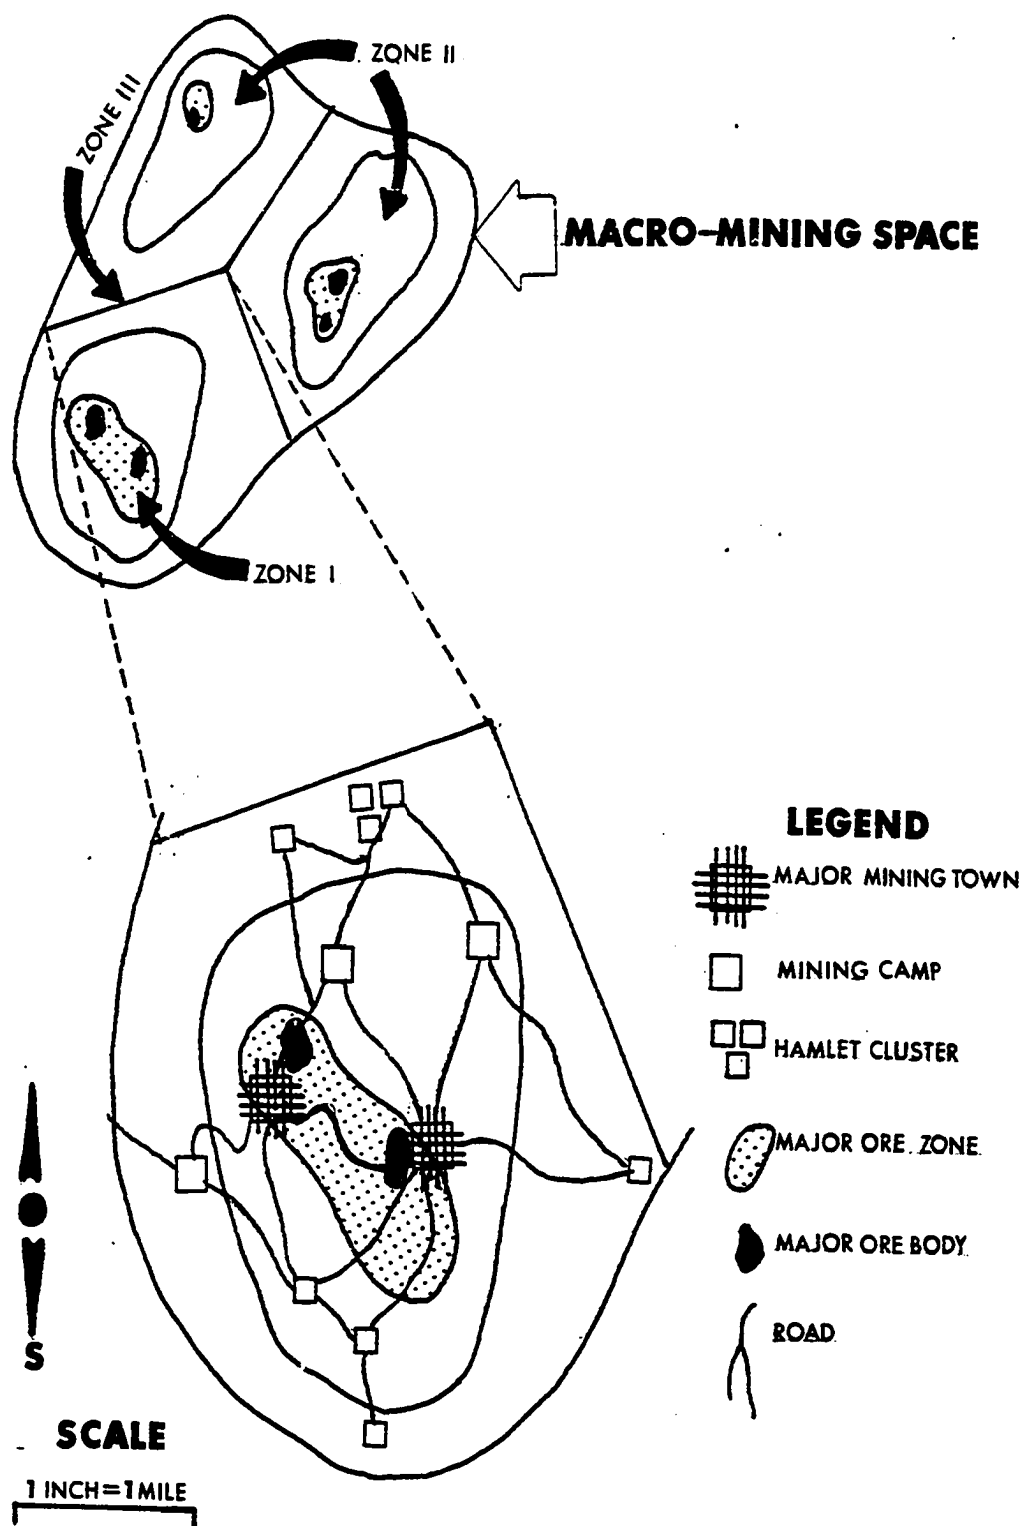 ZONE II
ZONE III
MACRO-MINING SPACE
ZONE I
LEGEND
MAJOR MINING TOWN
MINING CAMP
HAMLET CLUSTER
MAJOR ORE ZONE
MAJOR ORE BODY
ROAD
S
SCALE
1 INCH=1 MILE